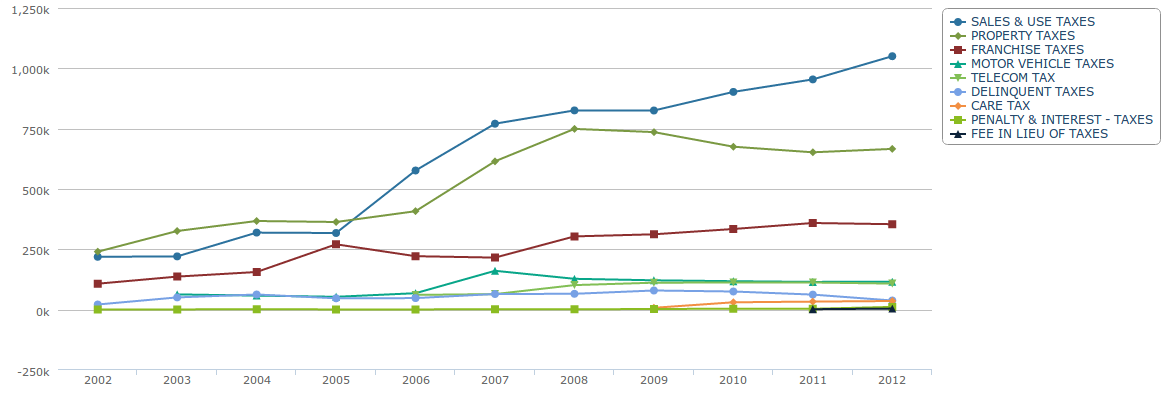 1,250k
1,000k
750k
500k
250k
0k
-250k
2002 2003 2004 2005 2006 2007 2008 2009 2010 2011 2012
SALES & USE TAXES
PROPERTY TAXES
FRANCHISE TAXES
MOTOR VEHICLE TAXES
TELECOM TAX
DELINQUENT TAXES
CARE TAX
PENALTY & INTEREST - TAXES
FEE IN LIEU OF TAXES